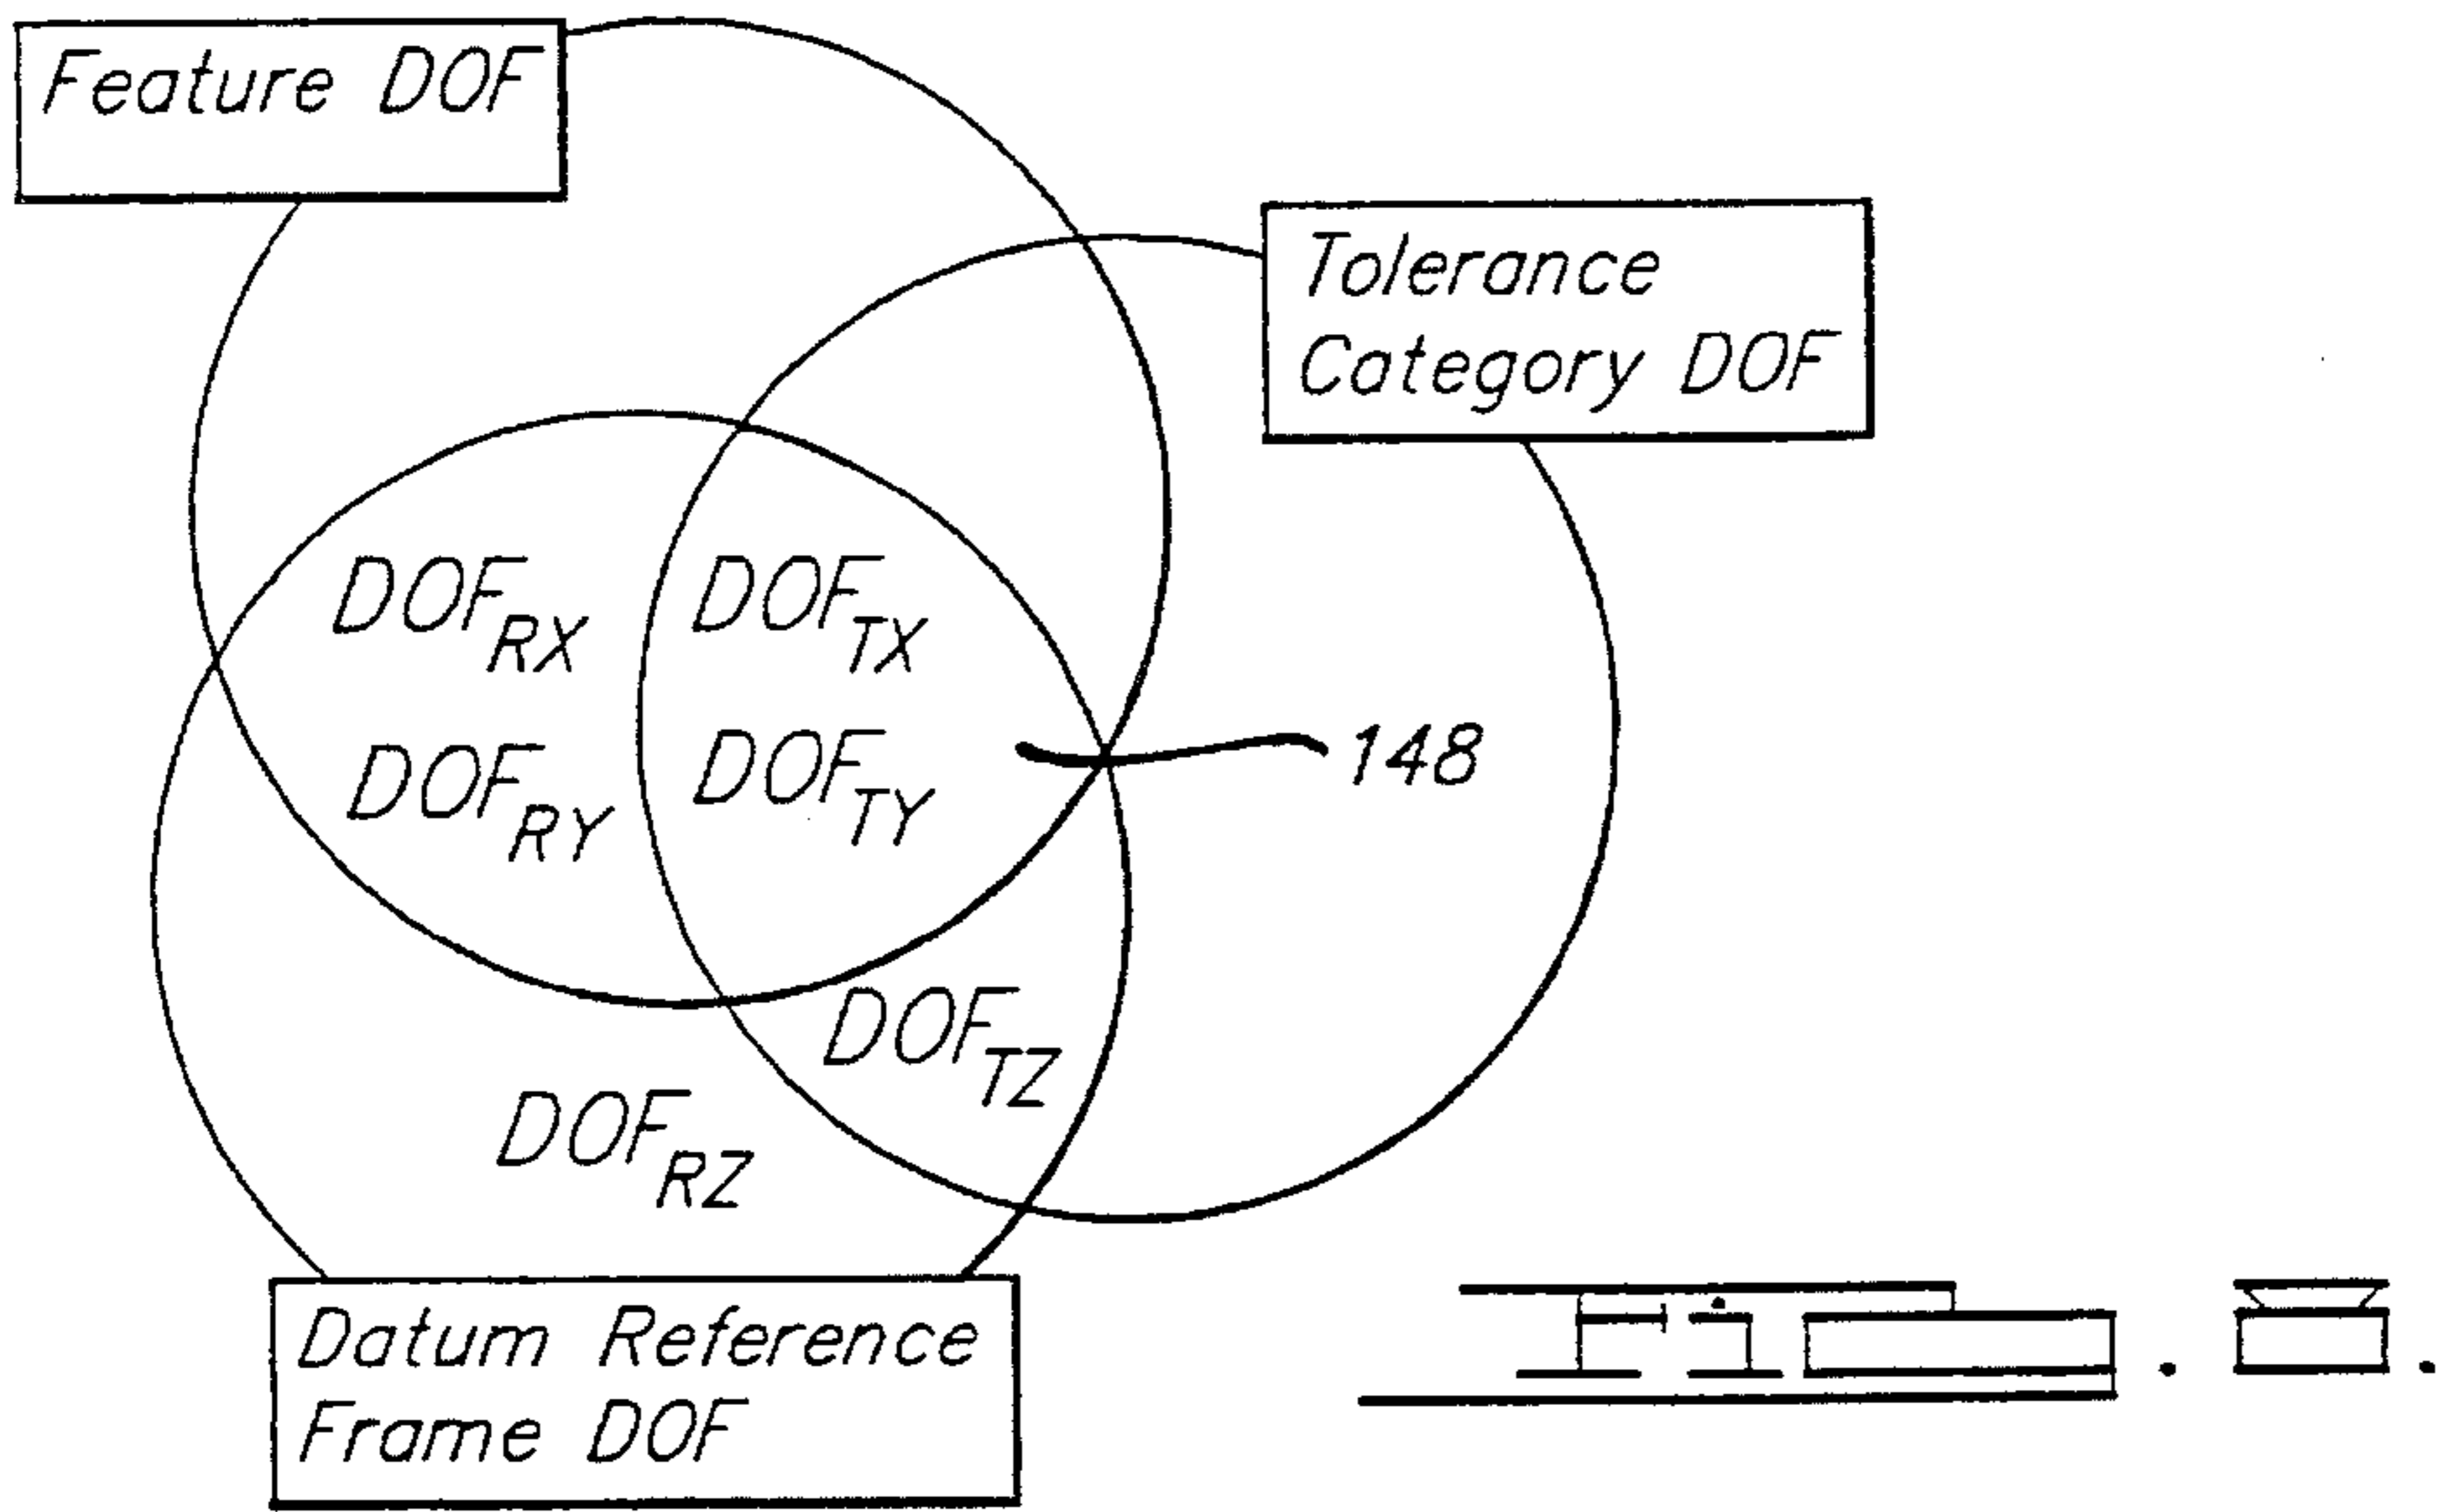 Feature DOF
Tolerance
Category DOF
DOF_RX
DOF_TX
DOF_RY
DOF_TY
148
DOF_TZ
DOF_RZ
Datum Reference
Frame DOF